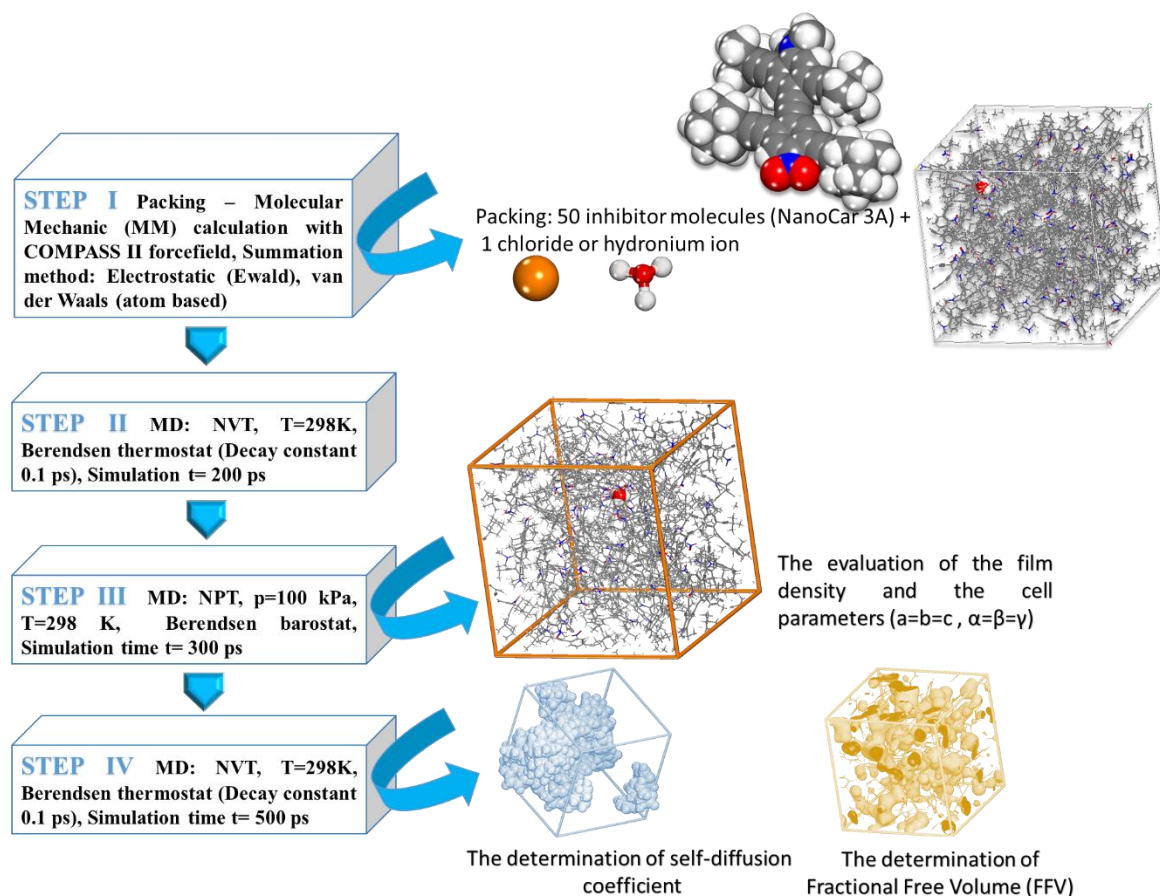 STEP I Packing – Molecular
Mechanic (MM) calculation with
COMPASS II forcefield, Summation
method: Electrostatic (Ewald), van
der Waals (atom based)
Packing: 50 inhibitor molecules (NanoCar 3A) +
1 chloride or hydronium ion
STEP II MD: NVT, T=298K,
Berendsen thermostat (Decay constant
0.1 ps), Simulation t= 200 ps
STEP III MD: NPT, p=100 kPa,
T=298 K, Berendsen barostat,
Simulation time t= 300 ps
The evaluation of the film
density and the cell
parameters (a=b=c , α=β=γ)
STEP IV MD: NVT, T=298K,
Berendsen thermostat (Decay constant
0.1 ps), Simulation time t= 500 ps
The determination of self-diffusion
coefficient
The determination of
Fractional Free Volume (FFV)